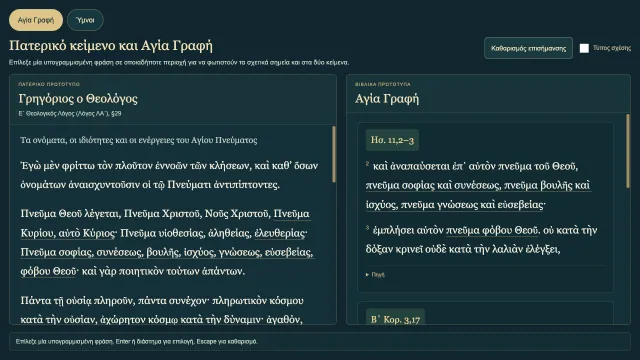 Αγία Γραφή
Ύμνοι
Πατερικό κείμενο και Αγία Γραφή
Επίλεξε μία υπογραμμισμένη φράση σε οποιαδήποτε περιοχή για να φωτιστούν τα σχετικά σημεία και στα δύο κείμενα.
Καθαρισμός επισήμανσης
Τύπος σχέσης
ΠΑΤΕΡΙΚΟ ΠΡΩΤΟΤΥΠΟ
Γρηγόριος ο Θεολόγος
Ε΄ Θεολογικός Λόγος (Λόγος ΛΑ΄), §29
Τα ονόματα, οι ιδιότητες και οι ενέργειες του Αγίου Πνεύματος
Ἐγὼ μὲν φρίττω τὸν πλοῦτον ἐννοῶν τῶν κλήσεων, καὶ καθ’ ὅσων
ὀνομάτων ἀναισχυντοῦσιν οἱ τῷ Πνεύματι ἀντιπίπτοντες.
Πνεῦμα Θεοῦ λέγεται, Πνεῦμα Χριστοῦ, Νοῦς Χριστοῦ, Πνεῦμα
Κυρίου, αὐτὸ Κύριος· Πνεῦμα υἱοθεσίας, ἀληθείας, ἐλευθερίας·
Πνεῦμα σοφίας, συνέσεως, βουλῆς, ἰσχύος, γνώσεως, εὐσεβείας,
φόβου Θεοῦ· καὶ γὰρ ποιητικὸν τούτων ἁπάντων.
Πάντα τῇ οὐσίᾳ πληροῦν, πάντα συνέχον· πληρωτικὸν κόσμου
κατὰ τὴν οὐσίαν, ἀχώρητον κόσμῳ κατὰ τὴν δύναμιν· ἀγαθόν,
ΒΙΒΛΙΚΑ ΠΡΩΤΟΤΥΠΑ
Αγία Γραφή
Ησ. 11,2–3
2 καὶ ἀναπαύσεται ἐπ’ αὐτὸν πνεῦμα τοῦ Θεοῦ,
πνεῦμα σοφίας καὶ συνέσεως, πνεῦμα βουλῆς καὶ
ἰσχύος, πνεῦμα γνώσεως καὶ εὐσεβείας·
3 ἐμπλήσει αὐτὸν πνεῦμα φόβου Θεοῦ. οὐ κατὰ τὴν
δόξαν κρινεῖ οὐδὲ κατὰ τὴν λαλιὰν ἐλέγξει,
Πηγή
Β΄ Κορ. 3,17
Επίλεξε μία υπογραμμισμένη φράση. Enter ή διάστημα για επιλογή, Escape για καθαρισμό.